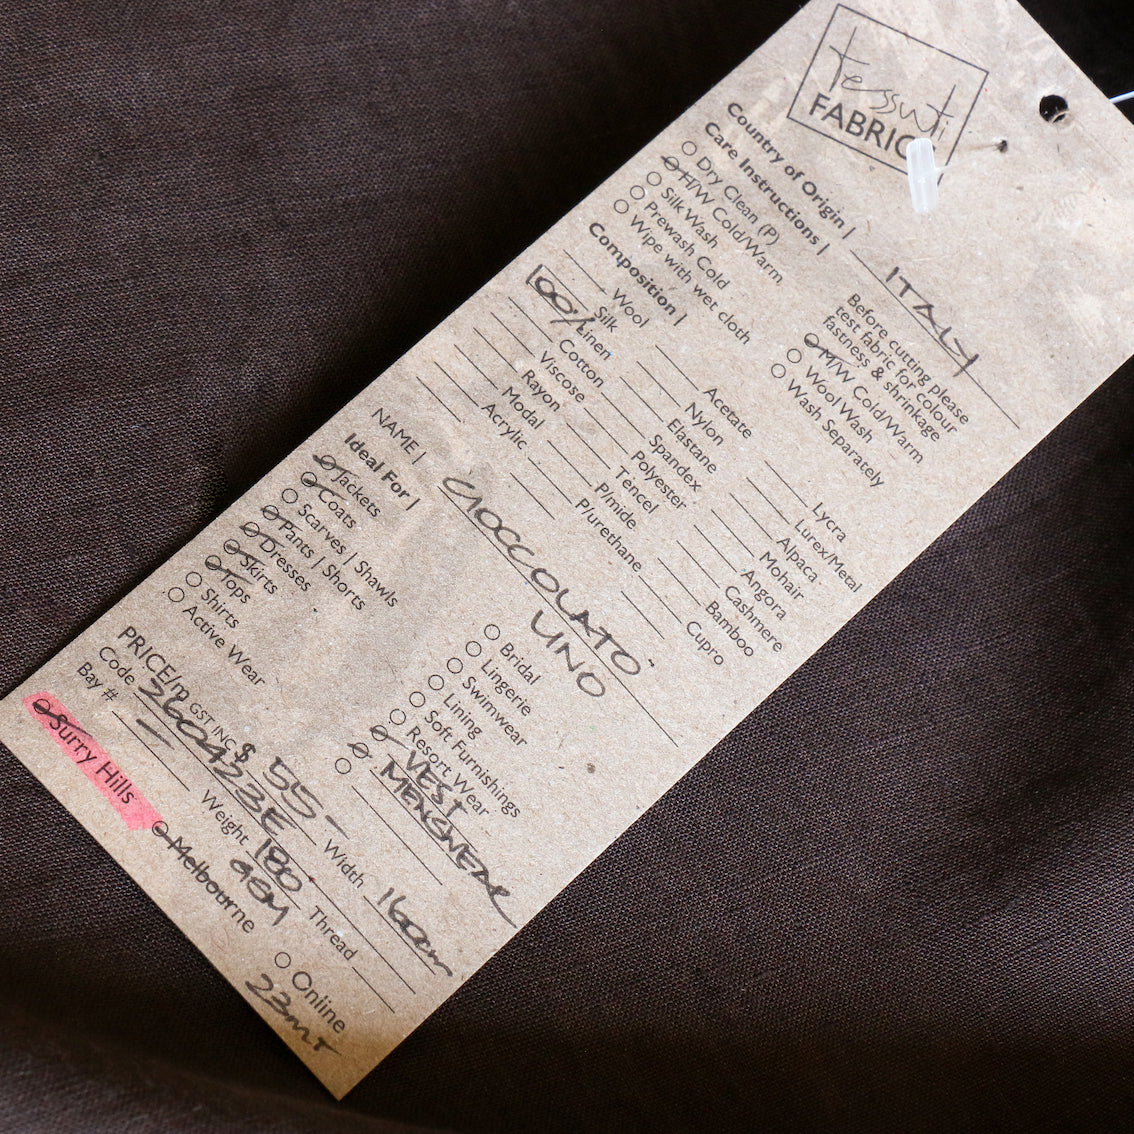 Tessuti
FABRICS
Country of Origin | ITALY
Care Instructions |
Dry Clean (P)
H/W Cold/Warm
Silk Wash
Prewash Cold
Wipe with wet cloth
Before cutting please
test fabric for colour
fastness & shrinkage
M/W Cold/Warm
Wool Wash
Wash Separately
Composition |
Wool
Silk
100% Linen
Cotton
Viscose
Rayon
Modal
Acrylic
Acetate
Nylon
Elastane
Spandex
Polyester
Tencel
P/mide
P/urethane
Lycra
Lurex/Metal
Alpaca
Mohair
Angora
Cashmere
Bamboo
Cupro
NAME | CIOCCOLATO
UNO
Ideal For |
Jackets
Coats
Scarves | Shawls
Pants | Shorts
Dresses
Skirts
Tops
Shirts
Active Wear
Bridal
Lingerie
Swimwear
Lining
Soft Furnishings
Resort Wear
VEST
MENSWEAR
PRICE/m GST INC $ 55- Width 160cm
Code 260423E Weight 180 GSM Thread
Bay # —
Surry Hills Melbourne Online
23mt